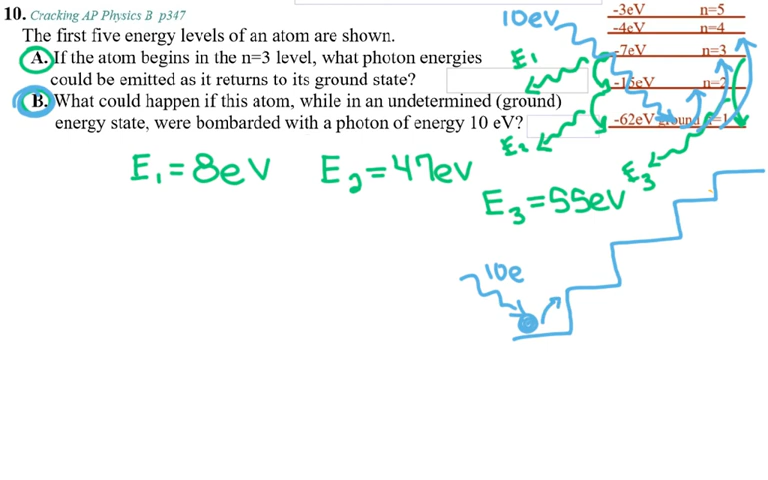 10. Cracking AP Physics B p347
The first five energy levels of an atom are shown.
A. If the atom begins in the n=3 level, what photon energies
could be emitted as it returns to its ground state?
B. What could happen if this atom, while in an undetermined (ground)
energy state, were bombarded with a photon of energy 10 eV?
10ev
-3eV n=5
-4eV n=4
-7eV n=3
-15eV n=2
-62eV ground n=1
E1
E2
E3
E1=8eV E2=47ev
E3=55ev
10e